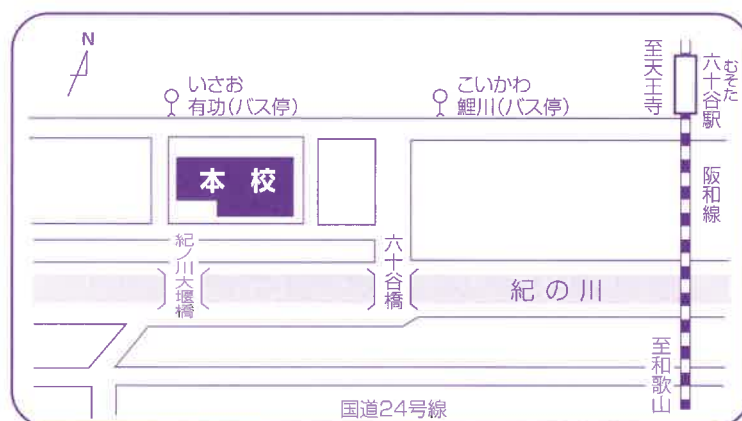 N
いさお
有功(バス停)
こいかわ
鯉川(バス停)
至天王寺
むそた
六十谷駅
本校
阪和線
紀ノ川大堰橋
六十谷橋
紀の川
至和歌山
国道24号線